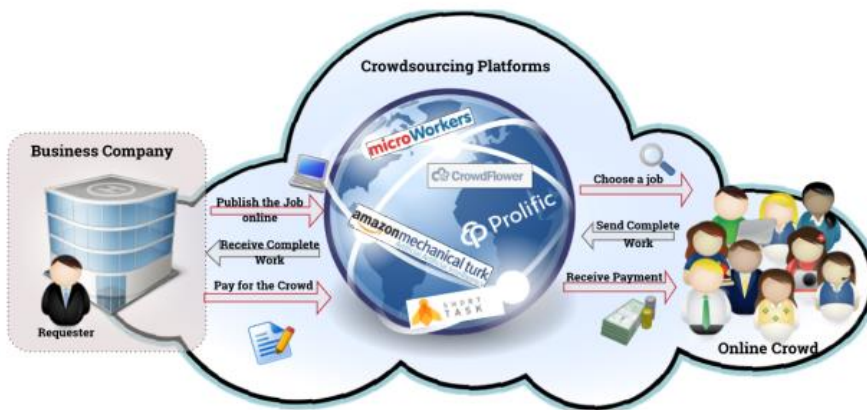 Crowdsourcing Platforms
Business Company
Requester
Publish the Job
online
Receive Complete
Work
Pay for the Crowd
microWorkers
CrowdFlower
Prolific
amazonmechanical turk
SHORT
TASK
Choose a job
Send Complete
Work
Receive Payment
Online Crowd